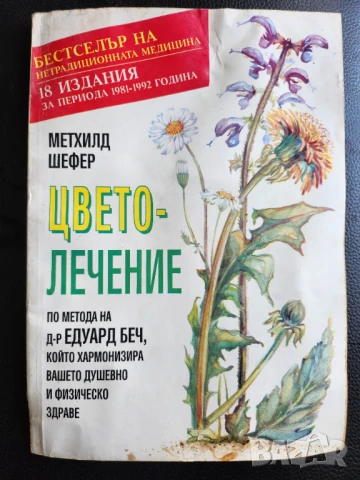 БЕСТСЕЛЪР НА
НЕТРАДИЦИОННАТА МЕДИЦИНА
18 ИЗДАНИЯ
ЗА ПЕРИОДА 1981-1992 ГОДИНА
МЕТХИЛД
ШЕФЕР
ЦВЕТО-
ЛЕЧЕНИЕ
ПО МЕТОДА НА
Д-Р ЕДУАРД БЕЧ,
КОЙТО ХАРМОНИЗИРА
ВАШЕТО ДУШЕВНО
И ФИЗИЧЕСКО
ЗДРАВЕ
BAZAR